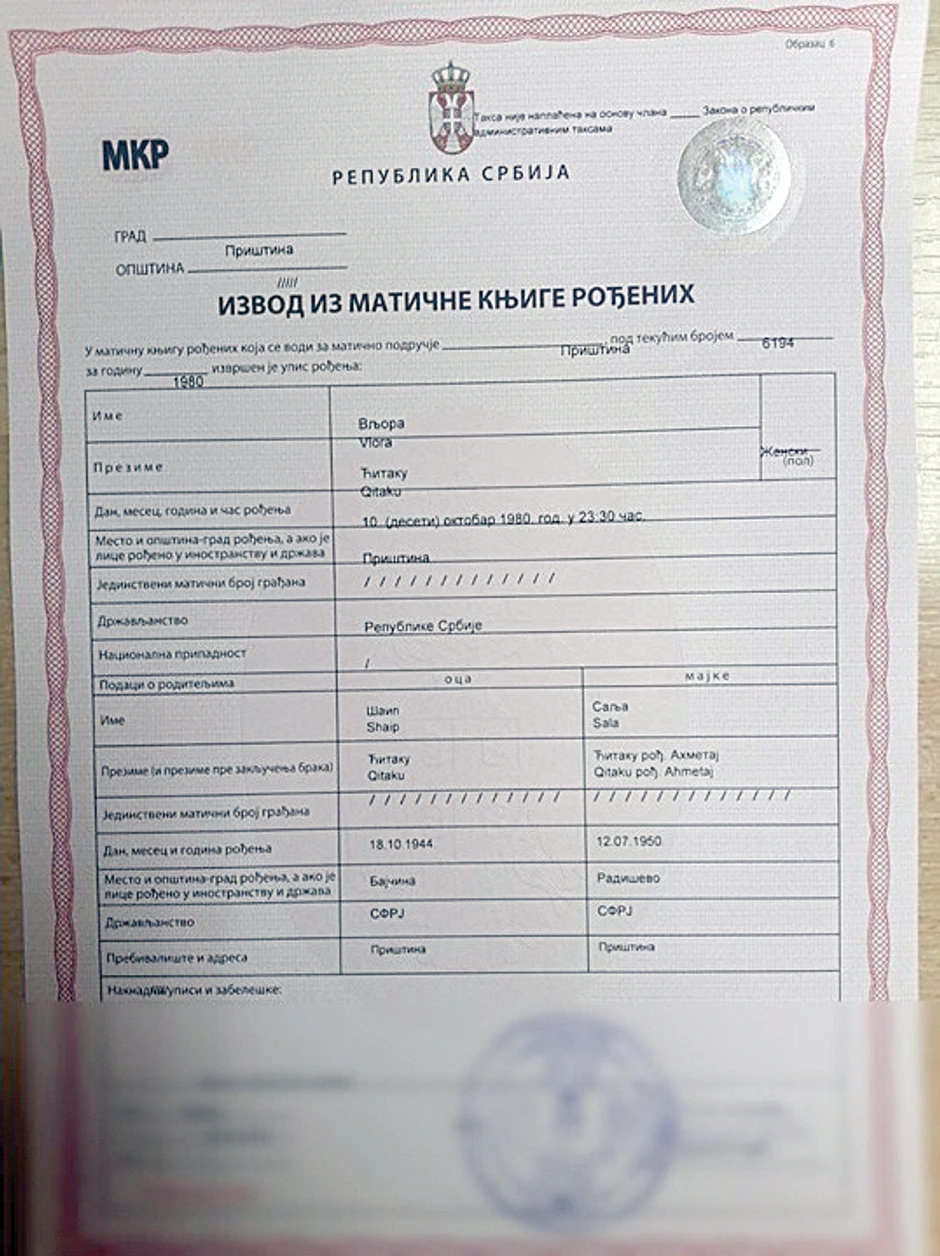 Образац 6
Такса није наплаћена на основу члана _____ Закона о републичким
административним таксама
МКР
РЕПУБЛИКА СРБИЈА
ГРАД
Приштина
ОПШТИНА
/////
ИЗВОД ИЗ МАТИЧНЕ КЊИГЕ РОЂЕНИХ
У матичну књигу рођених која се води за матично подручје Приштина под текућим бројем 6194
за годину 1980 извршен је упис рођења:
Име
Вљора
Vlora
Презиме
Ћитаку
Qitaku
Женски
(пол)
Дан, месец, година и час рођења
10. (десети) октобар 1980. год. у 23:30 час.
Место и општина-град рођења, а ако је
лице рођено у иностранству и држава
Приштина
Јединствени матични број грађана
/ / / / / / / / / / / / /
Држављанство
Републике Србије
Национална припадност
/
Подаци о родитељима оца мајке
Име
Шаип Саља
Shaip Sala
Презиме (и презиме пре закључења брака)
Ћитаку Ћитаку рођ. Ахметај
Qitaku Qitaku рођ. Ahmetaj
Јединствени матични број грађана
/ / / / / / / / / / / / / / / / / / / / / / / / / /
Дан, месец и година рођења 18.10.1944 12.07.1950
Место и општина-град рођења, а ако је
лице рођено у иностранству и држава
Бајчина Радишево
Држављанство СФРЈ СФРЈ
Пребивалиште и адреса Приштина Приштина
уписи и забелешке: